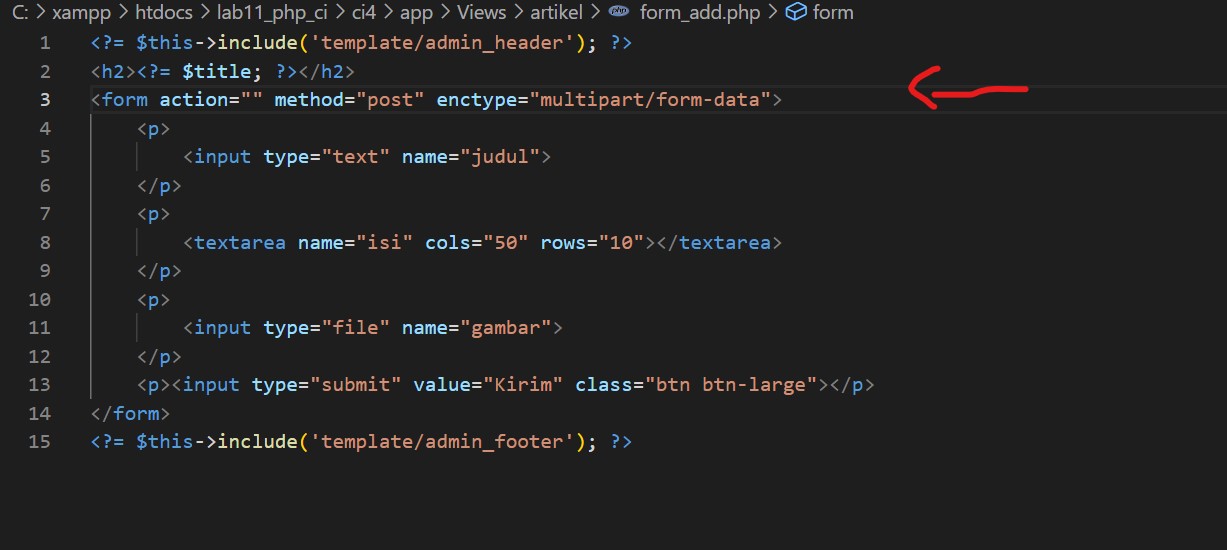 C: > xampp > htdocs > lab11_php_ci > ci4 > app > Views > artikel > php form_add.php > form
1 <?= $this->include('template/admin_header'); ?>
2 <h2><?= $title; ?></h2>
3 <form action="" method="post" enctype="multipart/form-data">
4 <p>
5 <input type="text" name="judul">
6 </p>
7 <p>
8 <textarea name="isi" cols="50" rows="10"></textarea>
9 </p>
10 <p>
11 <input type="file" name="gambar">
12 </p>
13 <p><input type="submit" value="Kirim" class="btn btn-large"></p>
14 </form>
15 <?= $this->include('template/admin_footer'); ?>